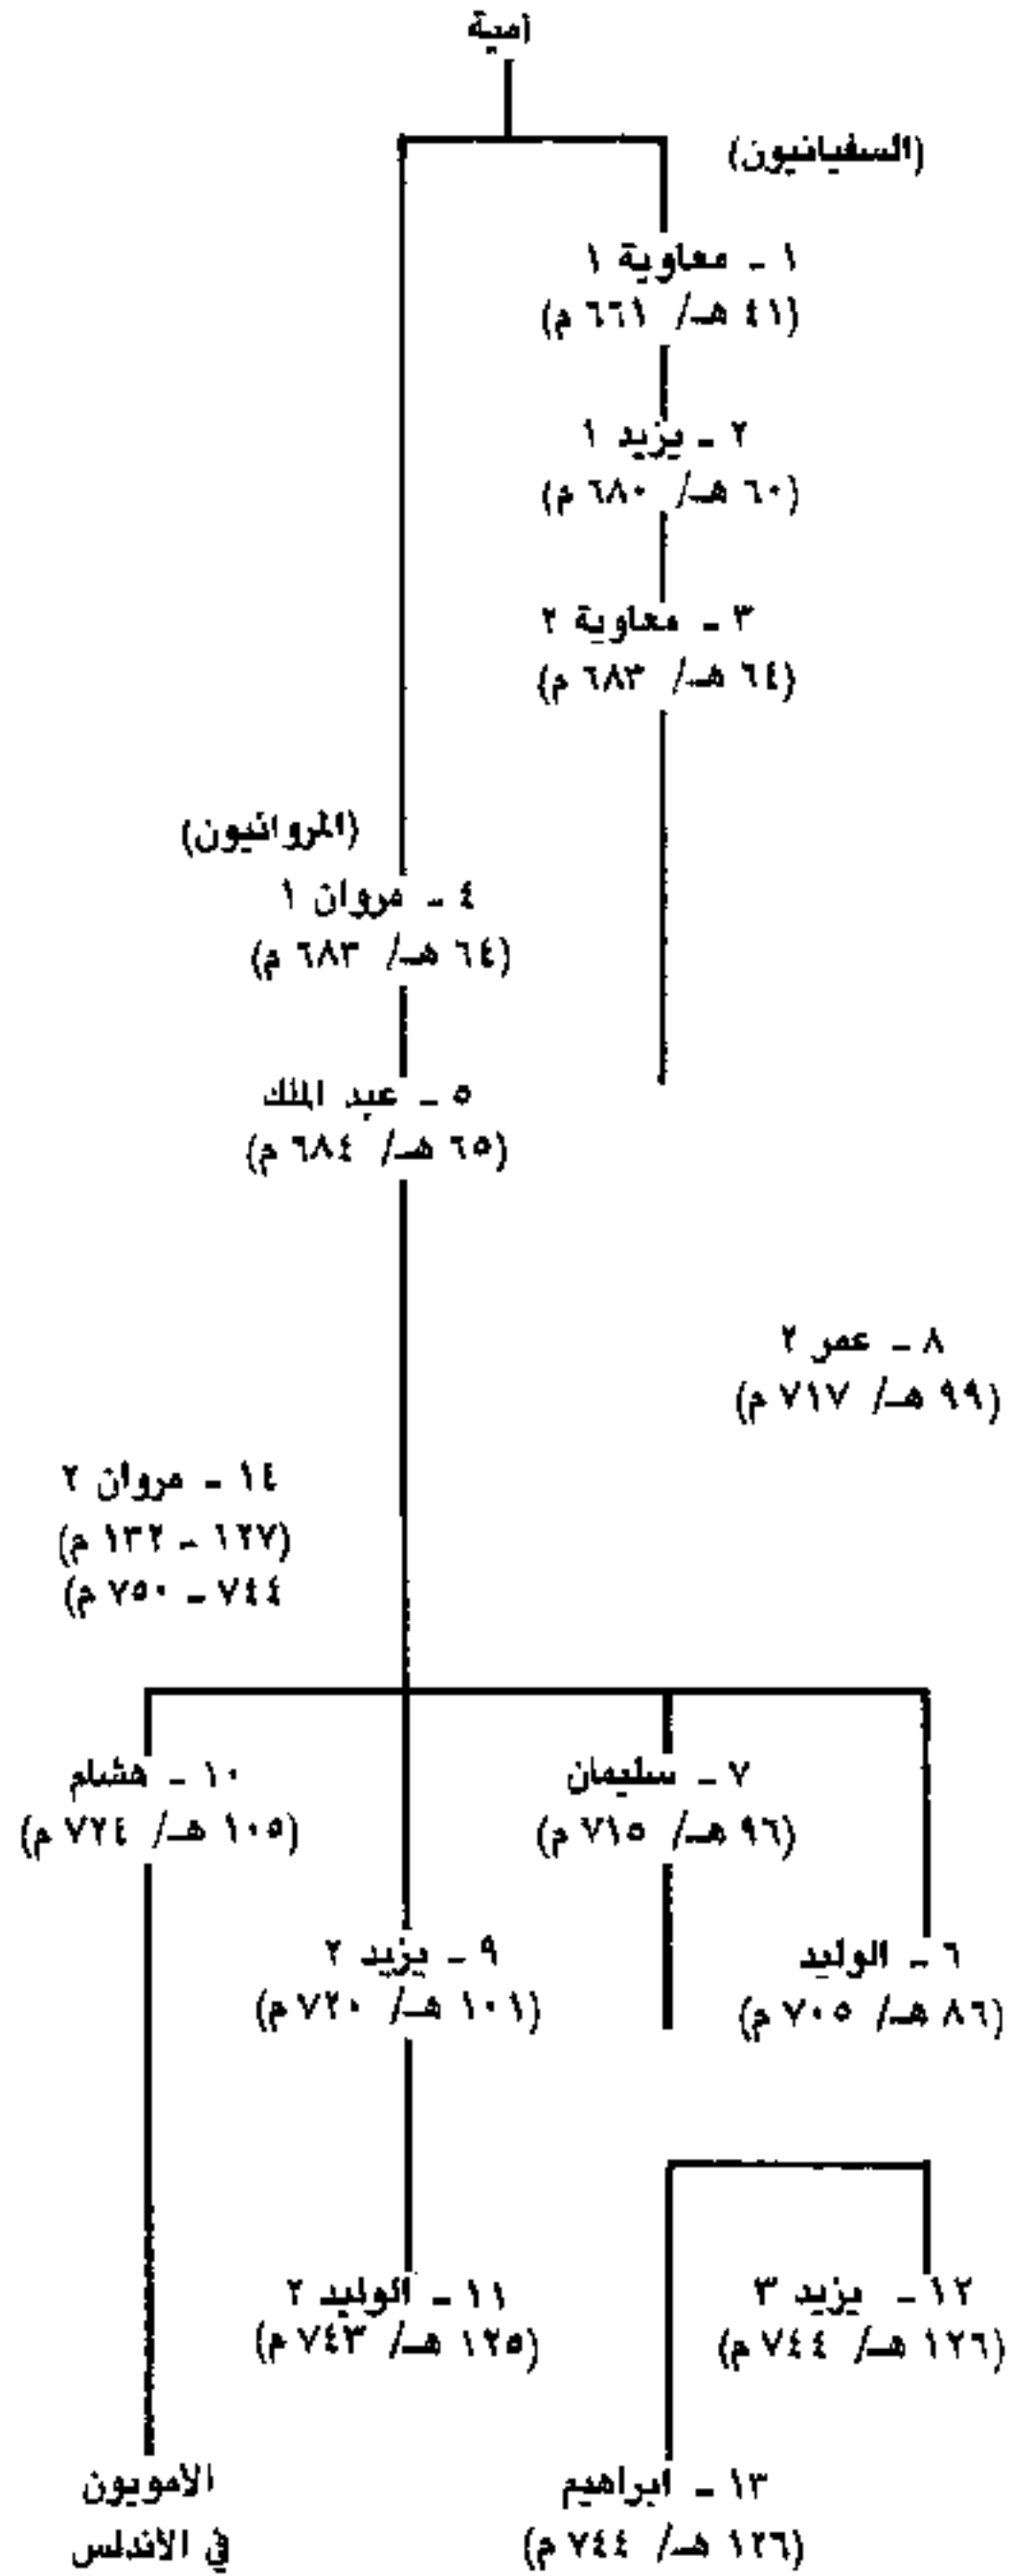 أمية
(السفيانيون)
١ - معاوية ١
(٤١ هـ/ ٦٦١ م)
٢ - يزيد ١
(٦٠ هـ/ ٦٨٠ م)
٣ - معاوية ٢
(٦٤ هـ/ ٦٨٣ م)
(المروانيون)
٤ - مروان ١
(٦٤ هـ/ ٦٨٣ م)
٥ - عبد الملك
(٦٥ هـ/ ٦٨٤ م)
٨ - عمر ٢
(٩٩ هـ/ ٧١٧ م)
١٤ - مروان ٢
(١٢٧ - ١٣٢ م)
٧٤٤ - ٧٥٠ م)
٧ - سليمان
(٩٦ هـ/ ٧١٥ م)
١٠ - هشام
(١٠٥ هـ/ ٧٢٤ م)
٦ - الوليد
(٨٦ هـ/ ٧٠٥ م)
٩ - يزيد ٢
(١٠١ هـ/ ٧٢٠ م)
١٢ - يزيد ٣
(١٢٦ هـ/ ٧٤٤ م)
١١ - الوليد ٢
(١٢٥ هـ/ ٧٤٣ م)
١٣ - ابراهيم
(١٢٦ هـ/ ٧٤٤ م)
الامويون
في الأندلس